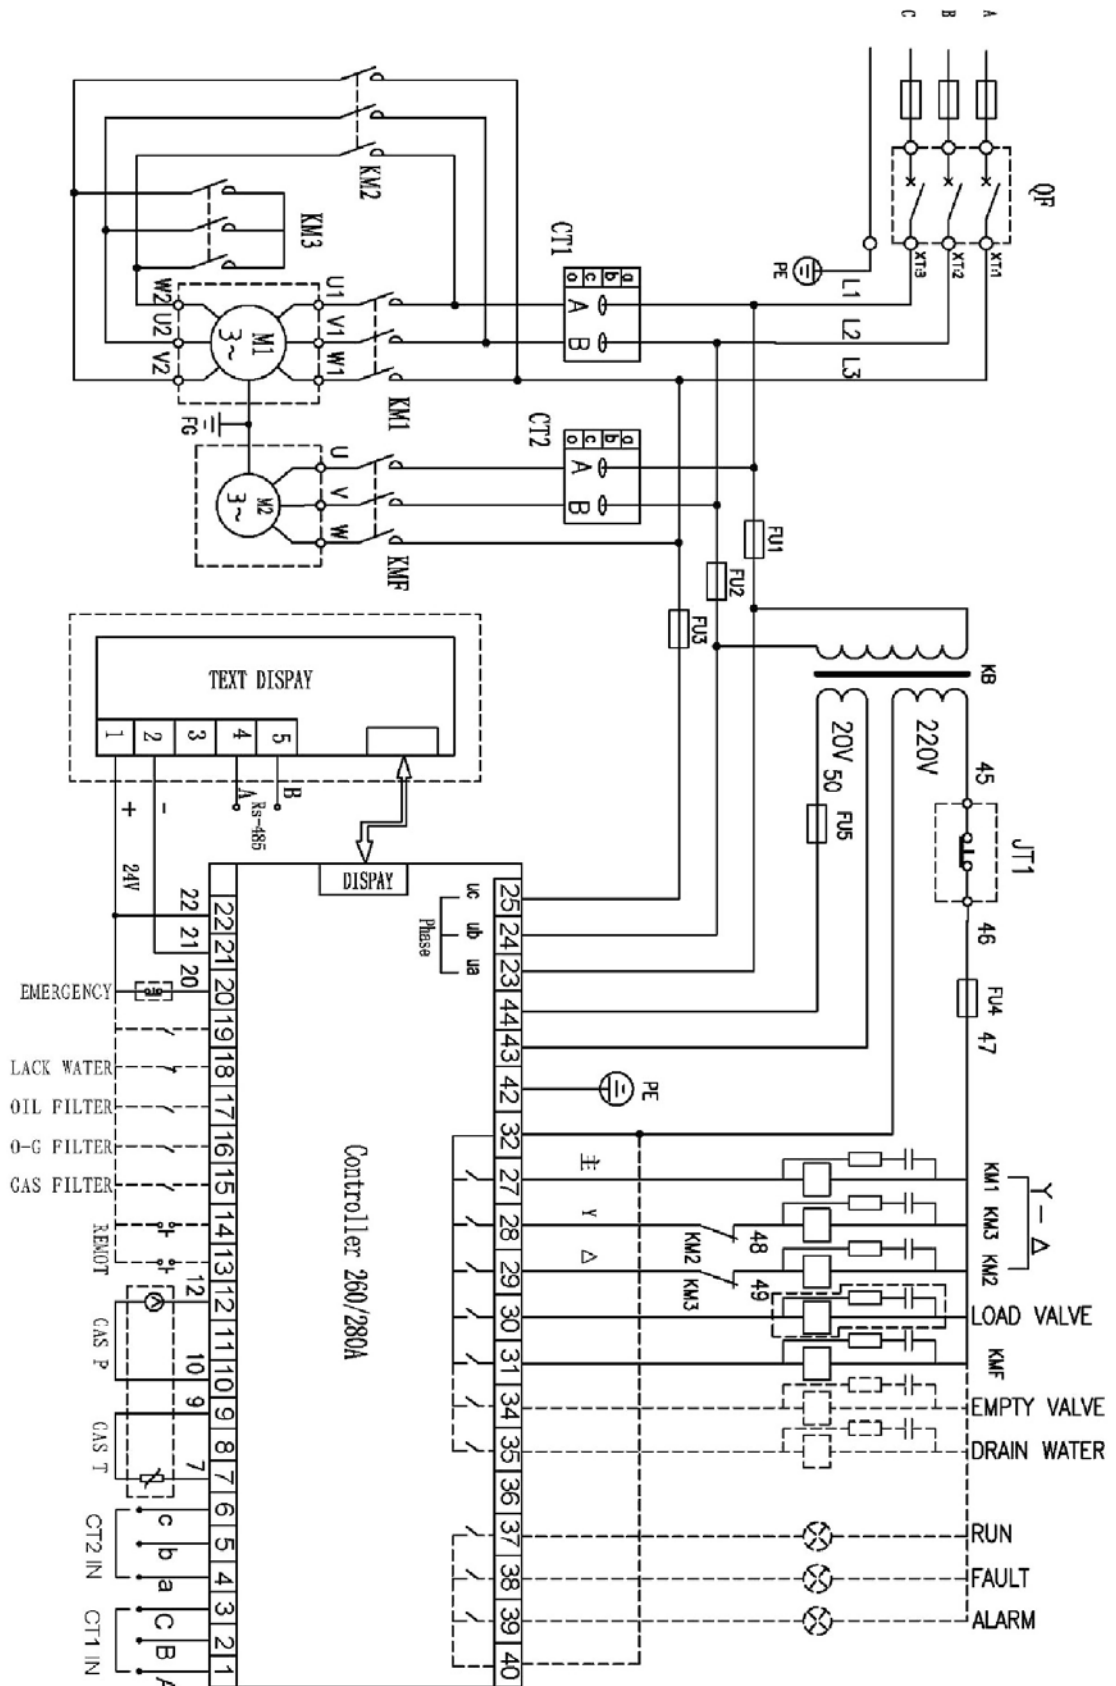 C B A
QF
XT:3 XT:2 XT:1
PE
L1
L2
L3
KM2
KM3
CT1
o c b a
A
B
W2 U2 V2
M1
3~
U1 V1 W1
KM1
FG
CT2
o c b a
A
B
M2
3~
U V W
KMF
FU1
FU2
FU3
KB
220V
20V
50
FU5
45
JT1
46
FU4
47
TEXT DISPAY
1 2 3 4 5
A B
Rs-485
+ -
24V
DISPAY
uc ub ua
Phase
25
24
23
44
43
42
32
27
28
29
30
31
34
35
36
37
38
39
40
PE
22 22
21 21
20 20
19
18
17
16
15
14
13
12 12
11
10 10
9 9
8
7 7
6
5
4
3
2
1
EMERGENCY
LACK WATER
OIL FILTER
O-G FILTER
GAS FILTER
REMOT
GAS P
GAS T
c b a
CT2 IN
C B A
CT1 IN
Controller 260/280A
主
Y
△
KM2
48
KM3
49
KM1 KM3 KM2
Y - △
LOAD VALVE
KMF
EMPTY VALVE
DRAIN WATER
RUN
FAULT
ALARM